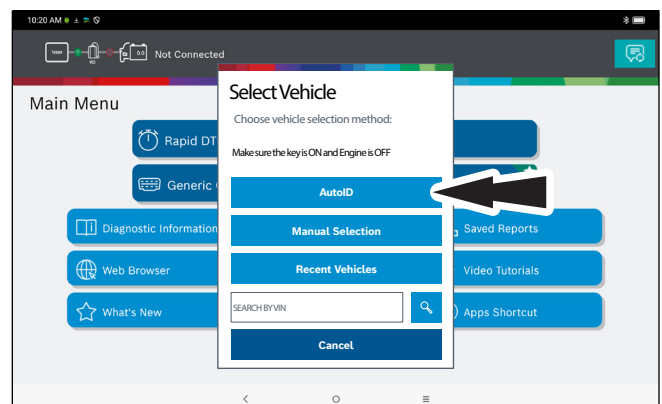 10:20 AM
Tablet
VCI
0.0
Not Connected
Main Menu
Rapid DT
Generic
Diagnostic Information
Web Browser
What's New
Saved Reports
Video Tutorials
Apps Shortcut
Select Vehicle
Choose vehicle selection method:
Make sure the key is ON and Engine is OFF
AutoID
Manual Selection
Recent Vehicles
SEARCH BY VIN
Cancel